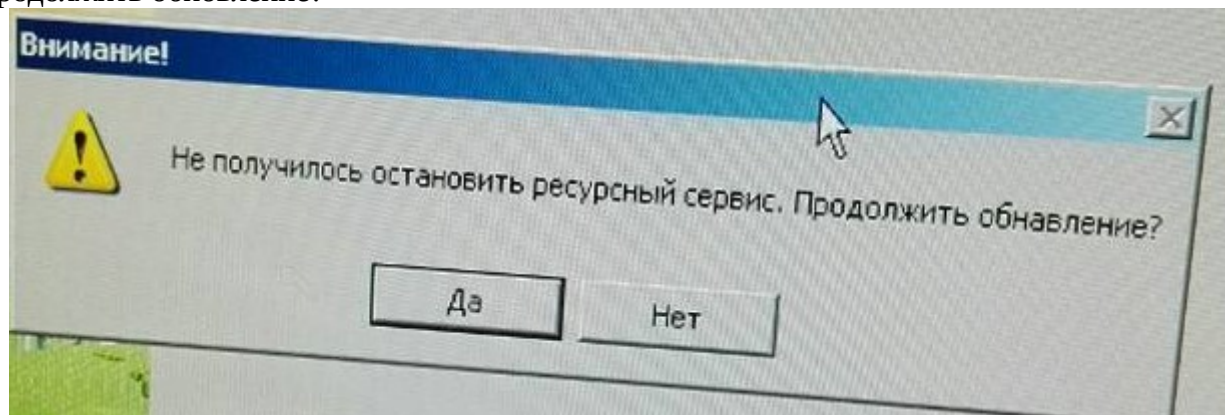 Внимание!
Не получилось остановить ресурсный сервис. Продолжить обнавление?
Да
Нет